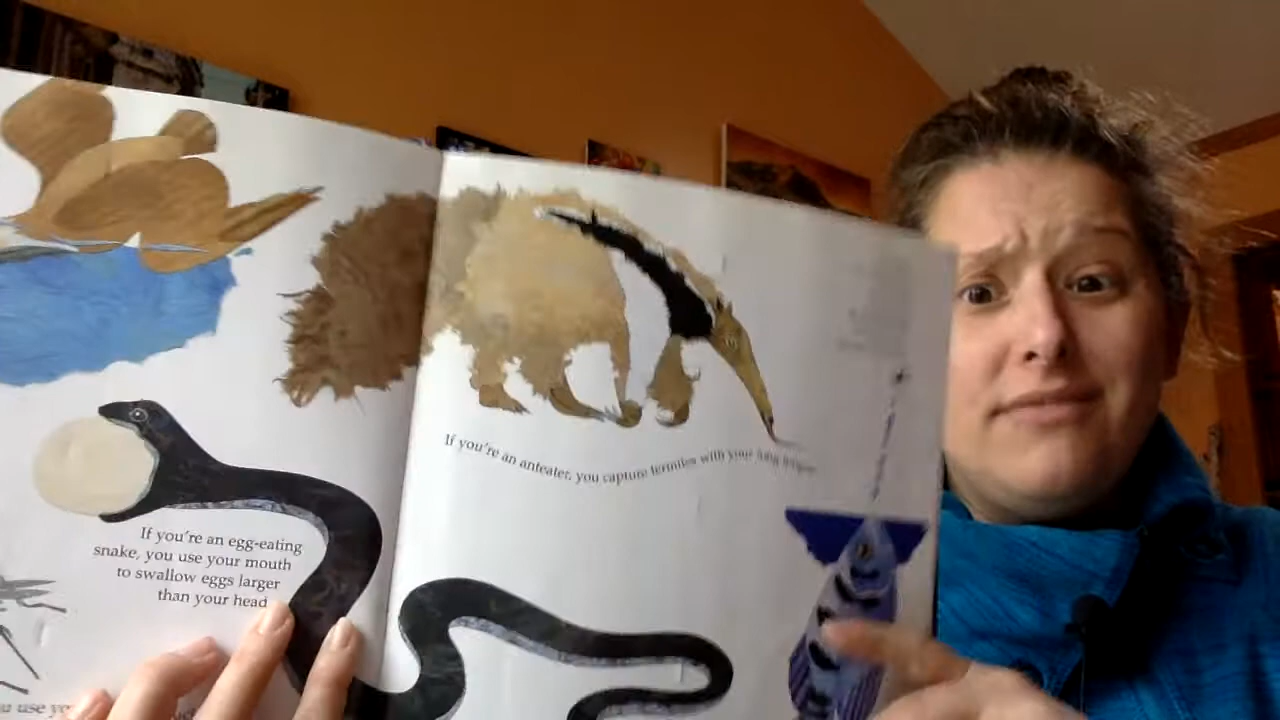 If you're an anteater, you capture termites with your long tongue.
If you're an egg-eating
snake, you use your mouth
to swallow eggs larger
than your head